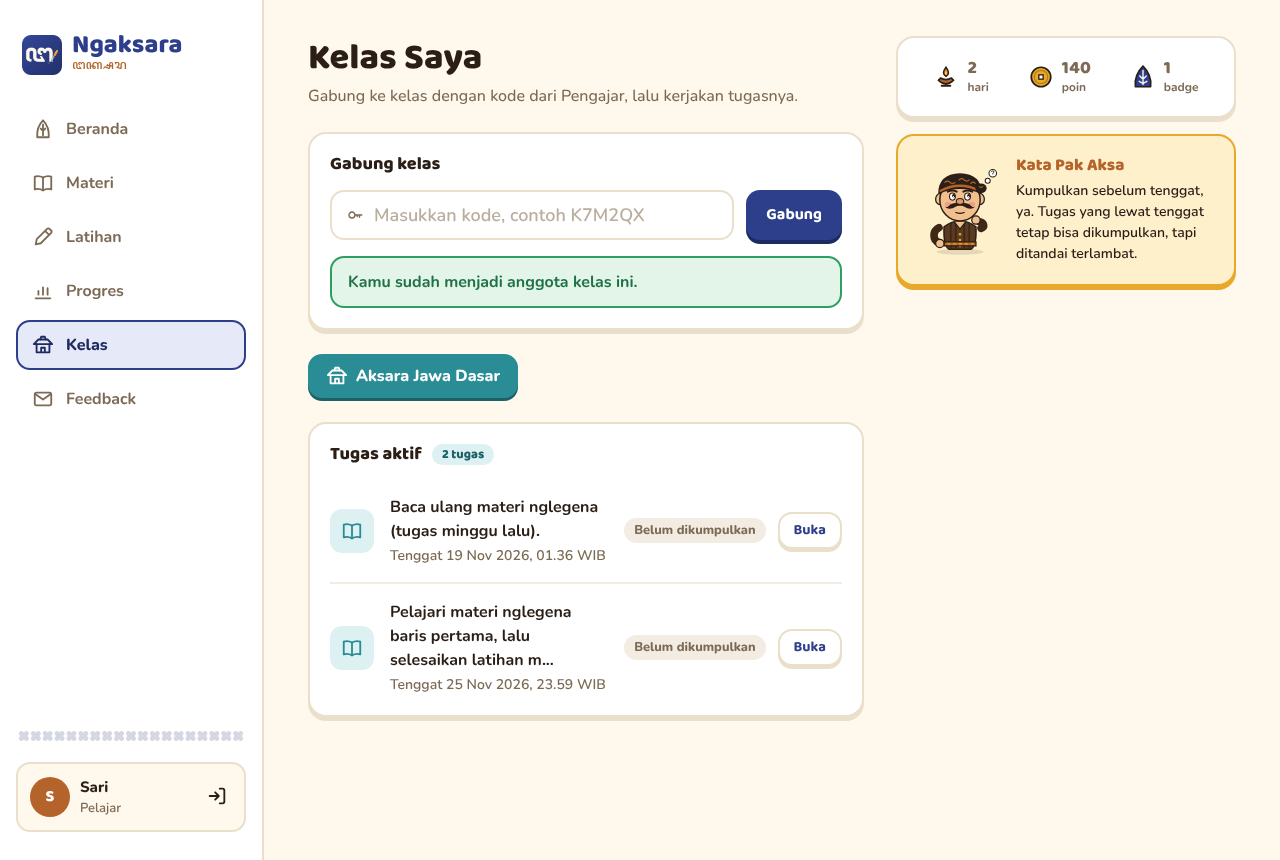 Ngaksara
Beranda
Materi
Latihan
Progres
Kelas
Feedback
S
Sari
Pelajar
Kelas Saya
Gabung ke kelas dengan kode dari Pengajar, lalu kerjakan tugasnya.
Gabung kelas
Masukkan kode, contoh K7M2QX
Gabung
Kamu sudah menjadi anggota kelas ini.
Aksara Jawa Dasar
Tugas aktif
2 tugas
Baca ulang materi nglegena
(tugas minggu lalu).
Tenggat 19 Nov 2026, 01.36 WIB
Belum dikumpulkan
Buka
Pelajari materi nglegena
baris pertama, lalu
selesaikan latihan m...
Tenggat 25 Nov 2026, 23.59 WIB
Belum dikumpulkan
Buka
2
hari
140
poin
1
badge
?
Kata Pak Aksa
Kumpulkan sebelum tenggat,
ya. Tugas yang lewat tenggat
tetap bisa dikumpulkan, tapi
ditandai terlambat.